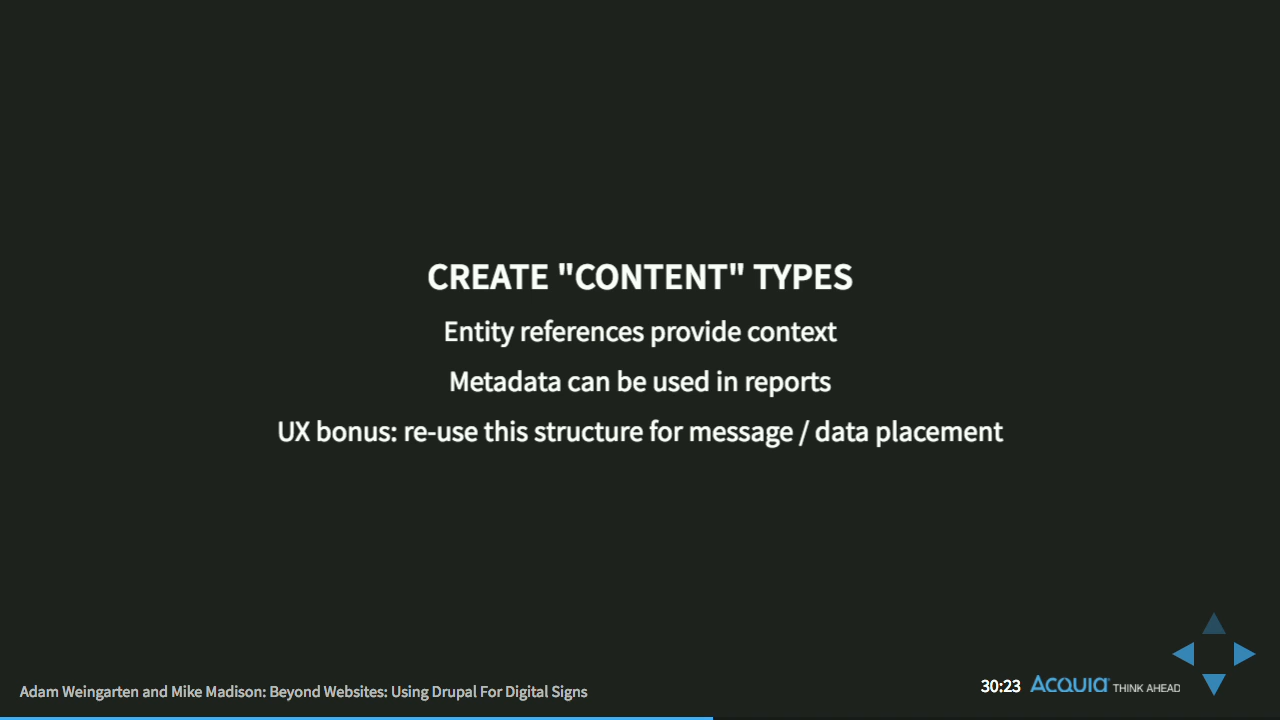 CREATE "CONTENT" TYPES
Entity references provide context
Metadata can be used in reports
UX bonus: re-use this structure for message / data placement
Adam Weingarten and Mike Madison: Beyond Websites: Using Drupal For Digital Signs
30:23 ACQUIA THINK AHEAD